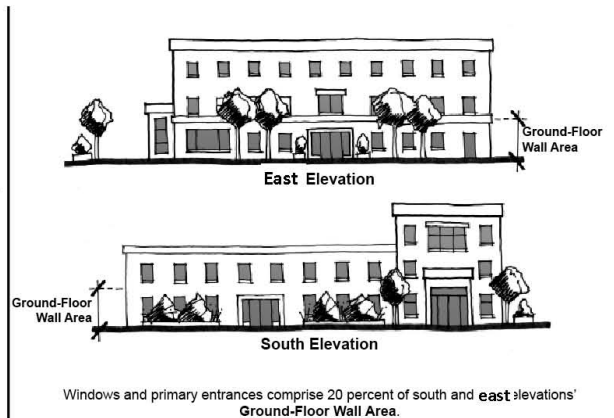 Ground-Floor
Wall Area
East Elevation
Ground-Floor
Wall Area
South Elevation
Windows and primary entrances comprise 20 percent of south and east elevations'
Ground-Floor Wall Area.